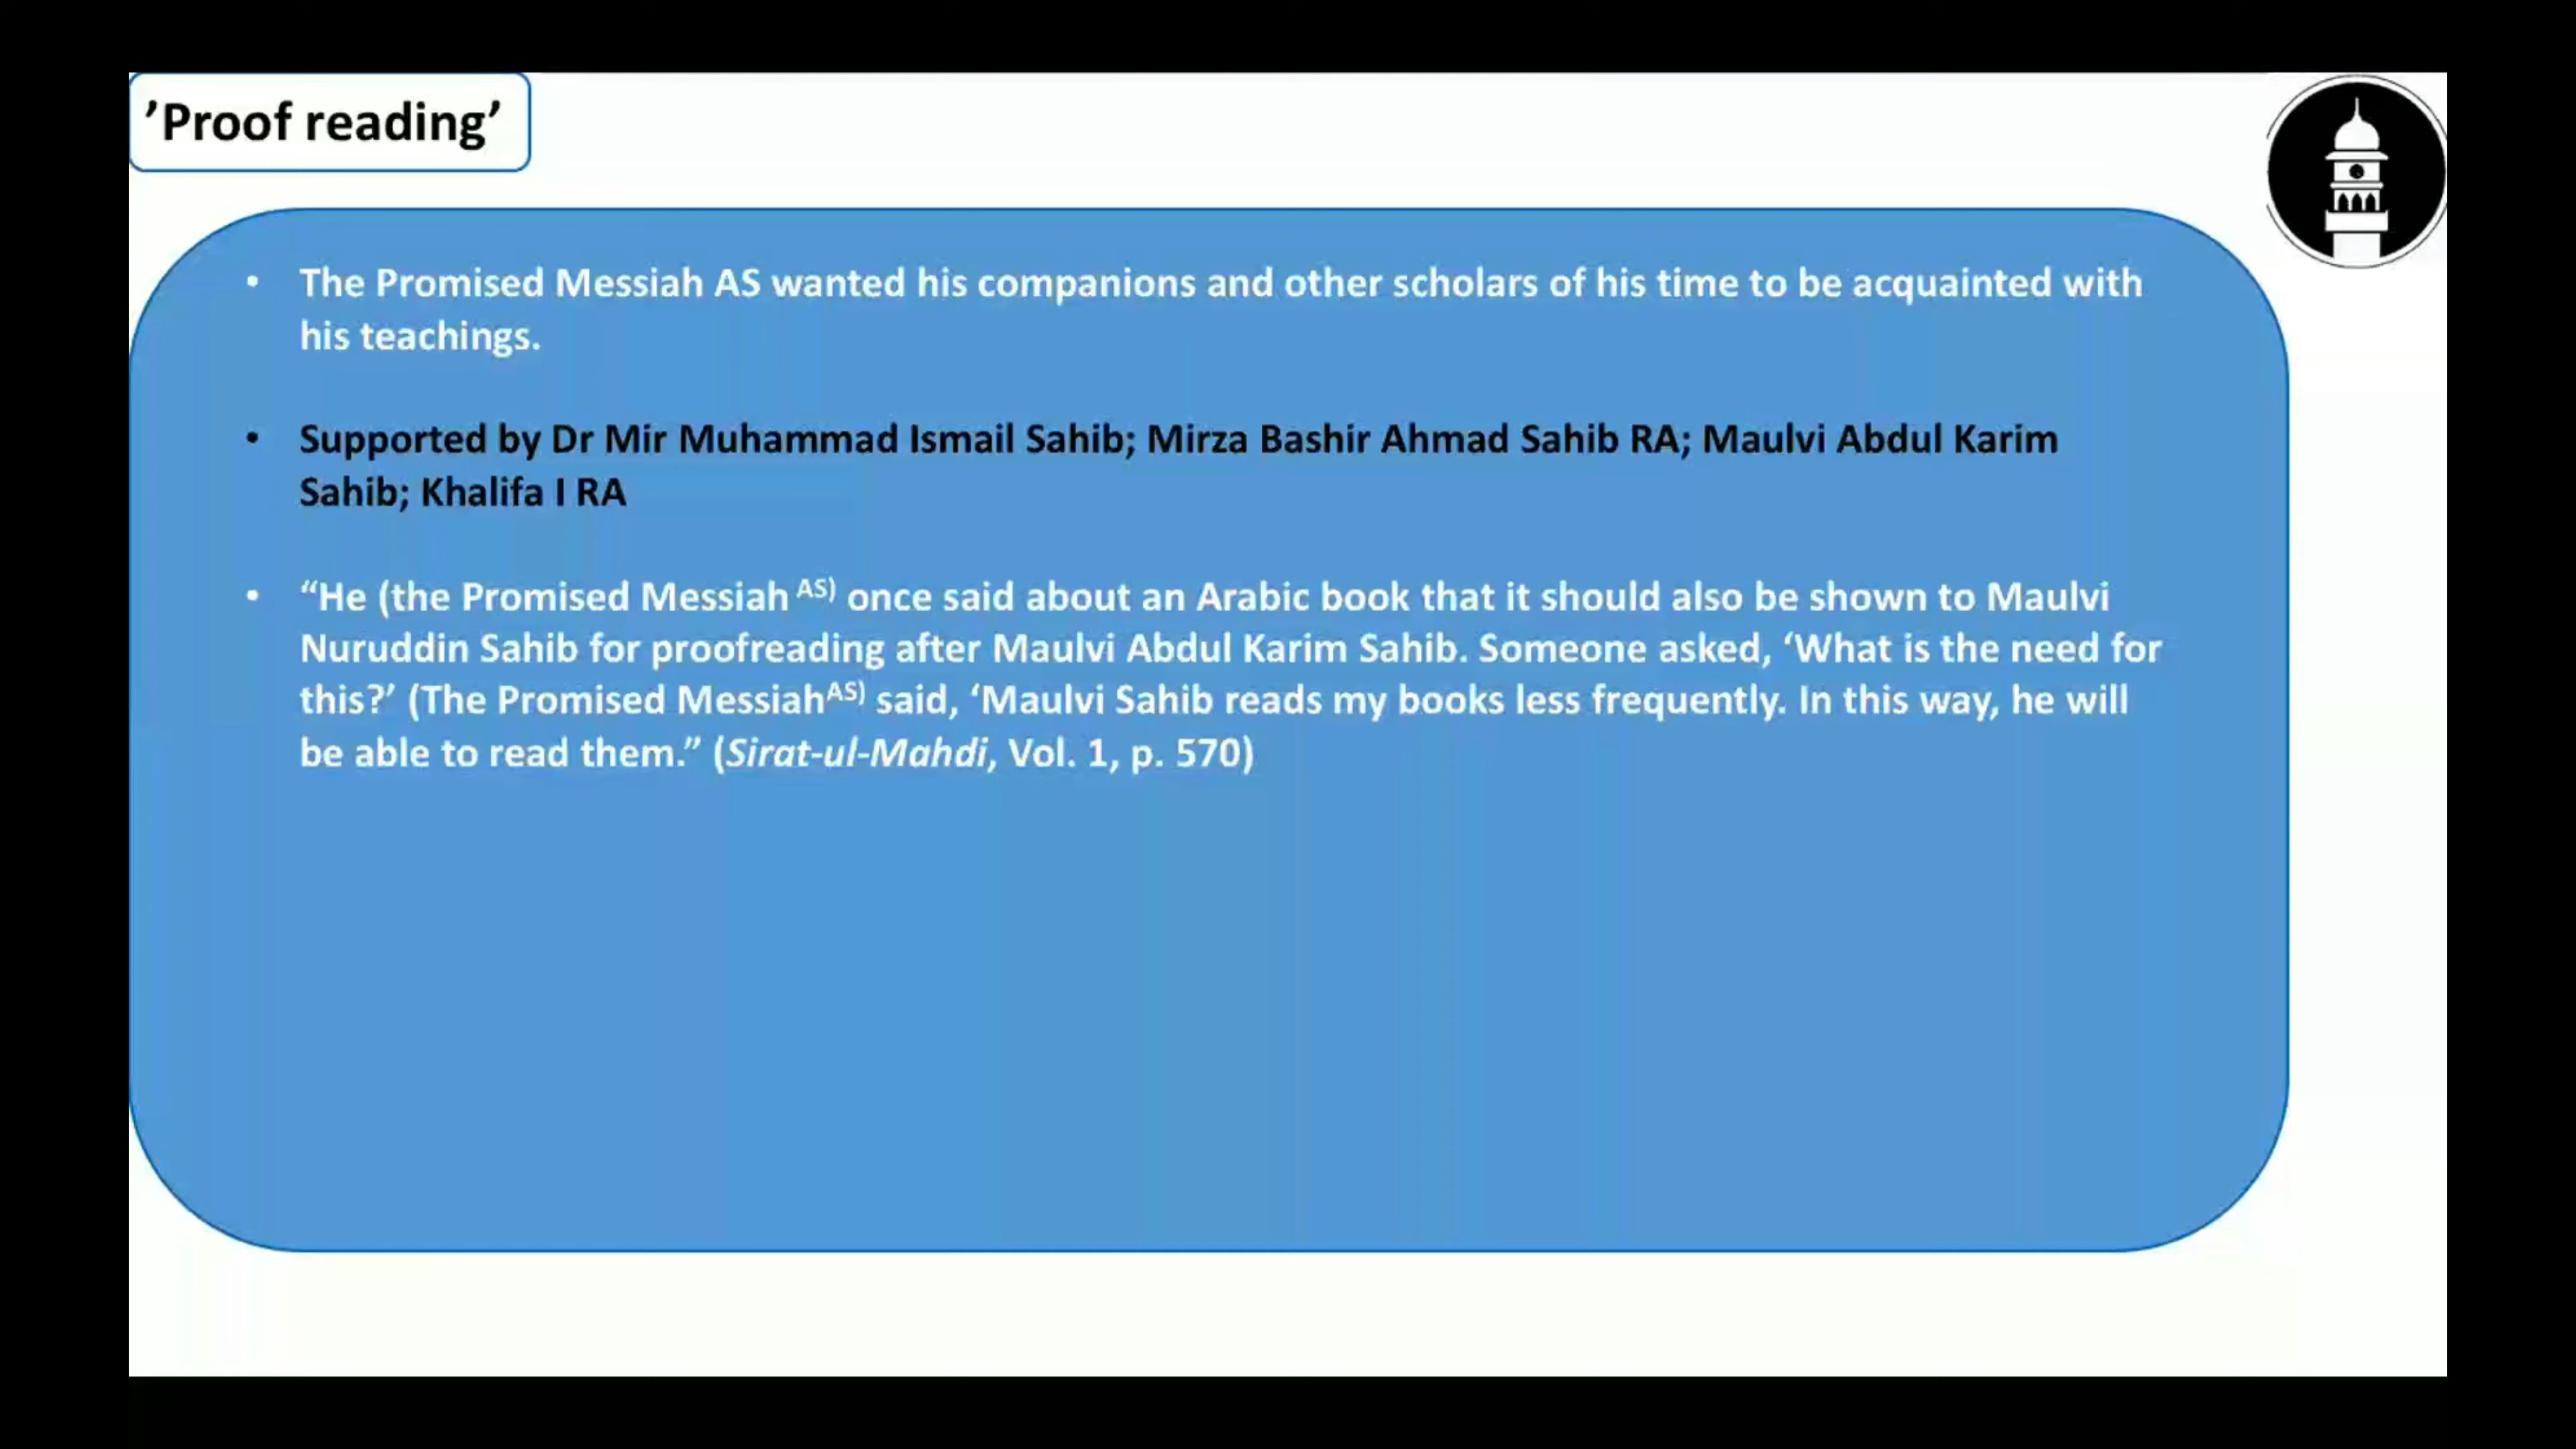 ’Proof reading’
• The Promised Messiah AS wanted his companions and other scholars of his time to be acquainted with
his teachings.
• Supported by Dr Mir Muhammad Ismail Sahib; Mirza Bashir Ahmad Sahib RA; Maulvi Abdul Karim
Sahib; Khalifa I RA
• “He (the Promised Messiah AS) once said about an Arabic book that it should also be shown to Maulvi
Nuruddin Sahib for proofreading after Maulvi Abdul Karim Sahib. Someone asked, ‘What is the need for
this?’ (The Promised MessiahAS) said, ‘Maulvi Sahib reads my books less frequently. In this way, he will
be able to read them.” (Sirat-ul-Mahdi, Vol. 1, p. 570)